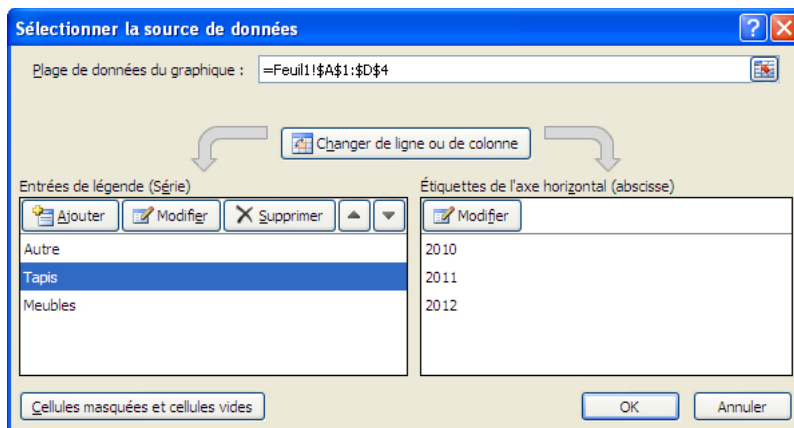 Sélectionner la source de données
Plage de données du graphique : =Feuil1!$A$1:$D$4
Changer de ligne ou de colonne
Entrées de légende (Série)
Ajouter Modifier Supprimer
Autre
Tapis
Meubles
Étiquettes de l'axe horizontal (abscisse)
Modifier
2010
2011
2012
Cellules masquées et cellules vides
OK Annuler